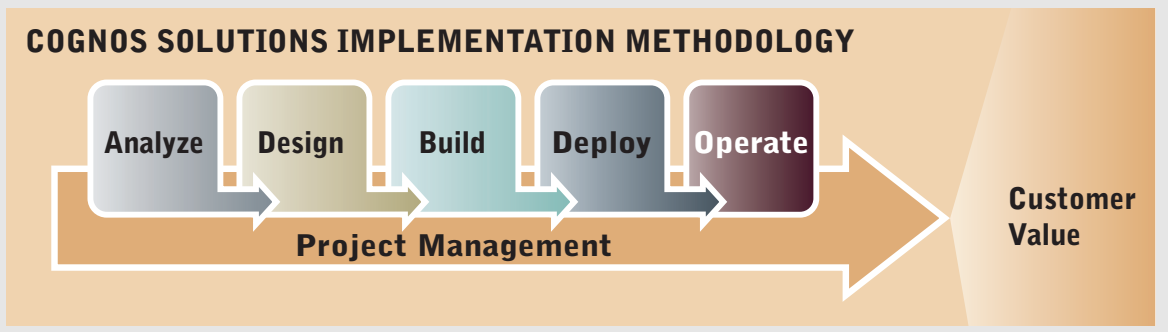 COGNOS SOLUTIONS IMPLEMENTATION METHODOLOGY
Analyze
Design
Build
Deploy
Operate
Project Management
Customer
Value